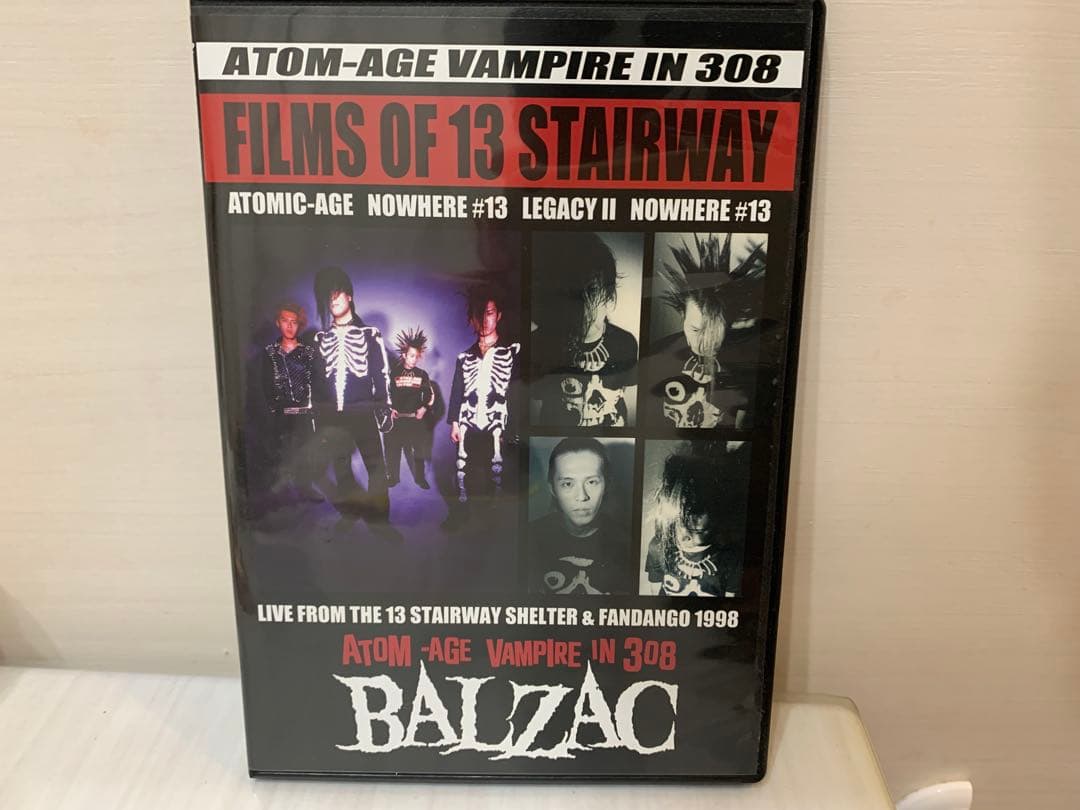 ATOM-AGE VAMPIRE IN 308
FILMS OF 13 STAIRWAY
ATOMIC-AGE NOWHERE #13 LEGACY II NOWHERE #13
LIVE FROM THE 13 STAIRWAY SHELTER & FANDANGO 1998
ATOM-AGE VAMPIRE IN 308
BALZAC